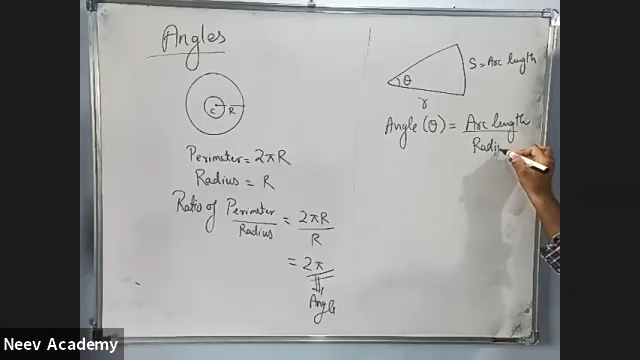 Angles
C R
Perimeter = 2πR
Radius = R
Ratio of Perimeter / Radius = 2πR / R
= 2π
Angle
θ
S = Arc length
r
Angle (θ) = Arc length / Radi
Neev Academy